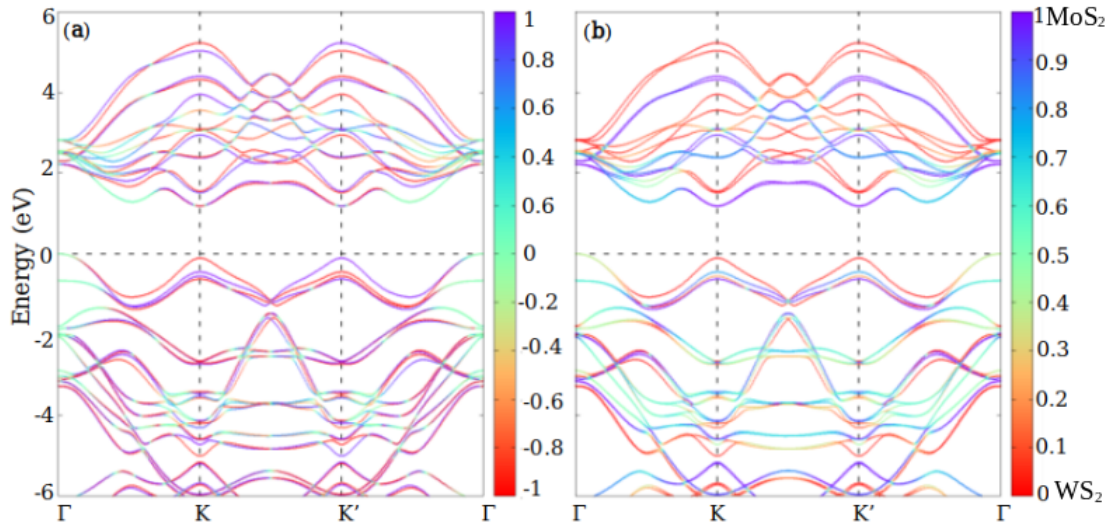 Energy (eV)
6
4
2
0
-2
-4
-6
(a)
Γ
K
K′
Γ
1
0.8
0.6
0.4
0.6
0
-0.2
-0.4
-0.6
-0.8
-1
(b)
Γ
K
K′
Γ
1MoS₂
0.9
0.8
0.7
0.6
0.5
0.4
0.3
0.2
0.1
0 WS₂